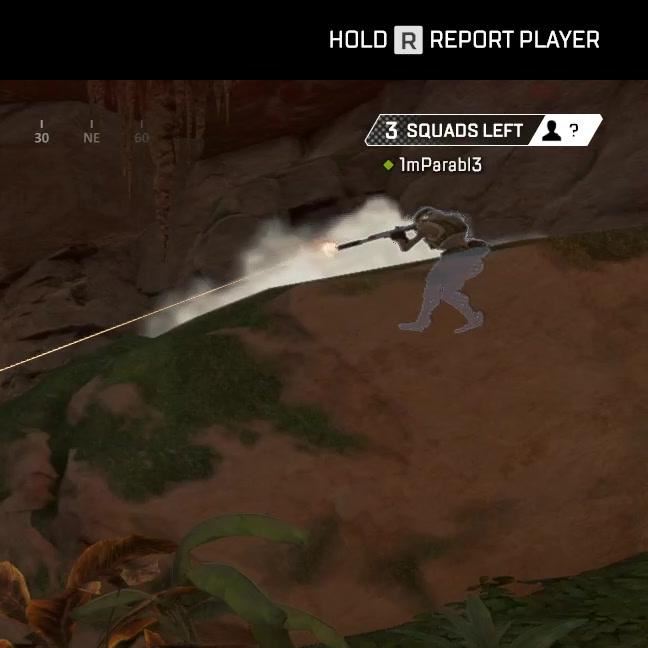 HOLD R REPORT PLAYER
3 SQUADS LEFT ?
30 NE 60
1mParabl3